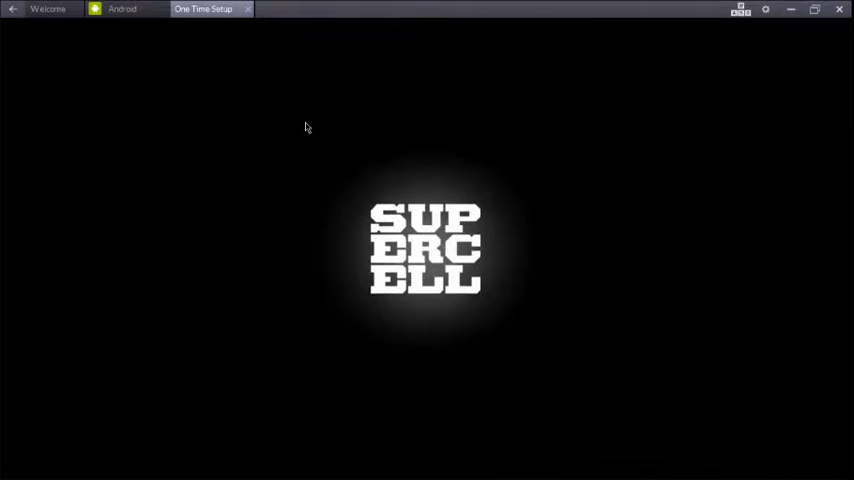 Welcome
Android
One Time Setup
SUP
ERC
ELL